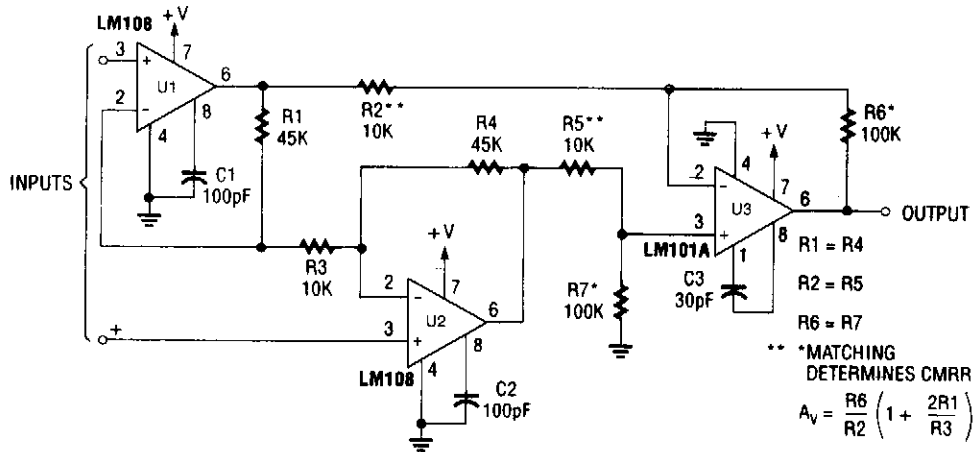 LM108
+V
3
+
7
U1
6
2
−
8
4
C1
100pF
R1
45K
R2**
10K
INPUTS
R3
10K
R4
45K
R5**
10K
+V
2
−
7
U2
6
+
3
+
8
4
LM108
C2
100pF
R7*
100K
R6*
100K
+V
4
2
−
7
U3
6
OUTPUT
3
+
8
LM101A
1
C3
30pF
R1 = R4
R2 = R5
R6 = R7
** *MATCHING
DETERMINES CMRR
AV = R6/R2 (1 + 2R1/R3)